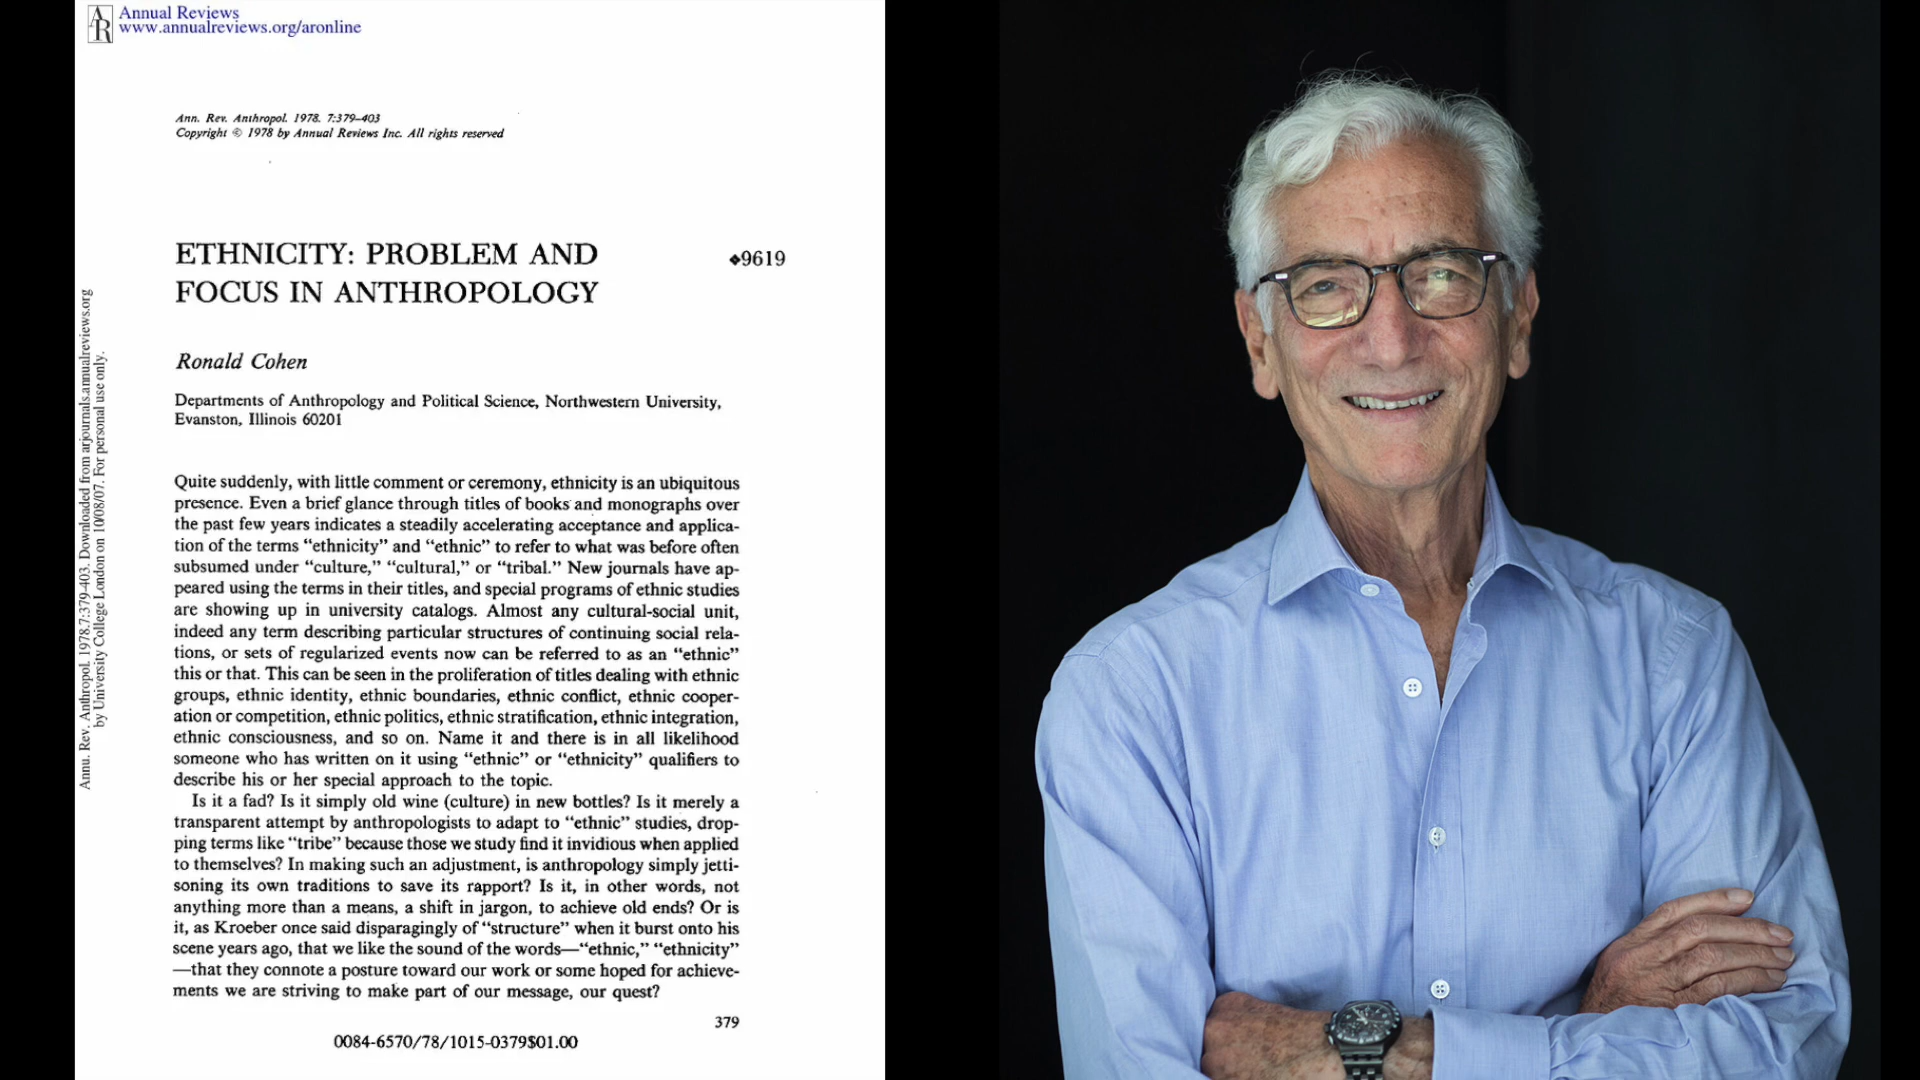 Annual Reviews
www.annualreviews.org/aronline
Ann. Rev. Anthropol. 1978. 7:379–403
Copyright © 1978 by Annual Reviews Inc. All rights reserved
ETHNICITY: PROBLEM AND
FOCUS IN ANTHROPOLOGY
❖9619
Ronald Cohen
Departments of Anthropology and Political Science, Northwestern University,
Evanston, Illinois 60201
Quite suddenly, with little comment or ceremony, ethnicity is an ubiquitous
presence. Even a brief glance through titles of books and monographs over
the past few years indicates a steadily accelerating acceptance and applica-
tion of the terms “ethnicity” and “ethnic” to refer to what was before often
subsumed under “culture,” “cultural,” or “tribal.” New journals have ap-
peared using the terms in their titles, and special programs of ethnic studies
are showing up in university catalogs. Almost any cultural-social unit,
indeed any term describing particular structures of continuing social rela-
tions, or sets of regularized events now can be referred to as an “ethnic”
this or that. This can be seen in the proliferation of titles dealing with ethnic
groups, ethnic identity, ethnic boundaries, ethnic conflict, ethnic cooper-
ation or competition, ethnic politics, ethnic stratification, ethnic integration,
ethnic consciousness, and so on. Name it and there is in all likelihood
someone who has written on it using “ethnic” or “ethnicity” qualifiers to
describe his or her special approach to the topic.
Is it a fad? Is it simply old wine (culture) in new bottles? Is it merely a
transparent attempt by anthropologists to adapt to “ethnic” studies, drop-
ping terms like “tribe” because those we study find it invidious when applied
to themselves? In making such an adjustment, is anthropology simply jetti-
soning its own traditions to save its rapport? Is it, in other words, not
anything more than a means, a shift in jargon, to achieve old ends? Or is
it, as Kroeber once said disparagingly of “structure” when it burst onto his
scene years ago, that we like the sound of the words—“ethnic,” “ethnicity”
—that they connote a posture toward our work or some hoped for achieve-
ments we are striving to make part of our message, our quest?
379
0084-6570/78/1015-0379$01.00
Annu. Rev. Anthropol. 1978.7:379-403. Downloaded from arjournals.annualreviews.org
by University College London on 10/08/07. For personal use only.